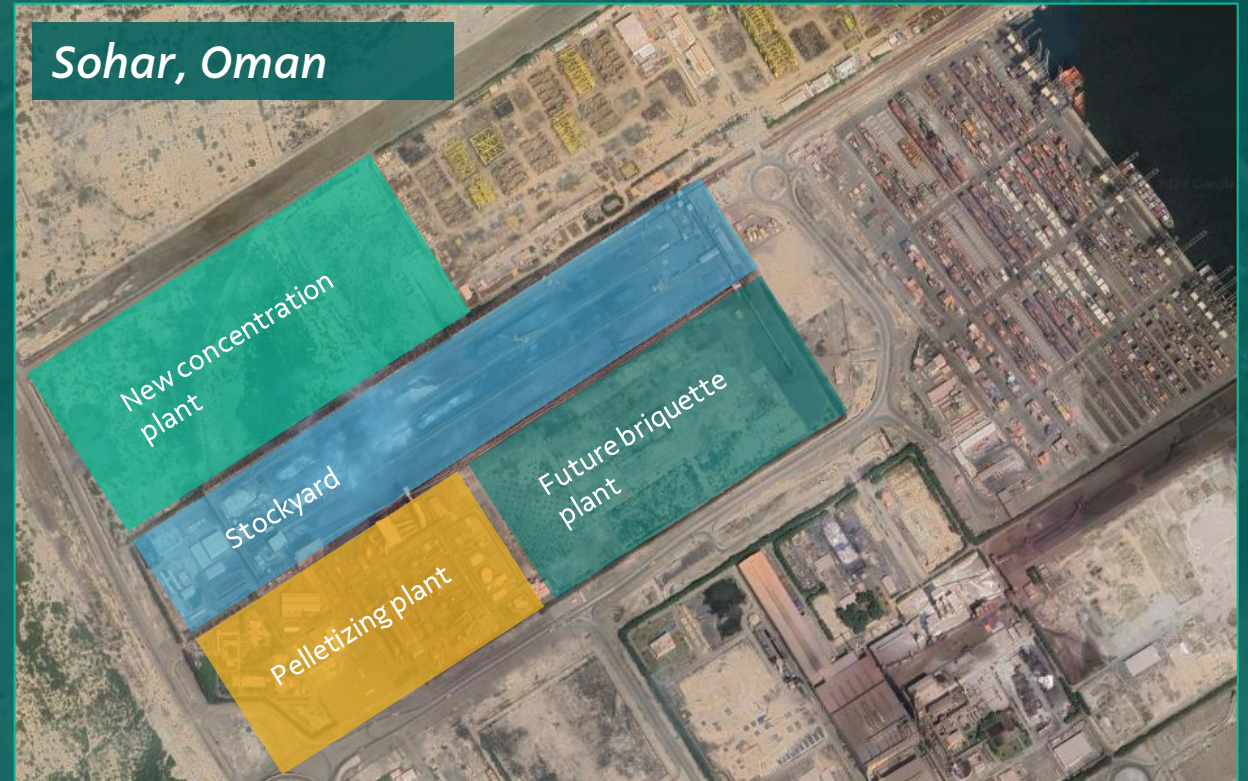 Sohar, Oman
New concentration
plant
Stockyard
Future briquette
plant
Pelletizing plant